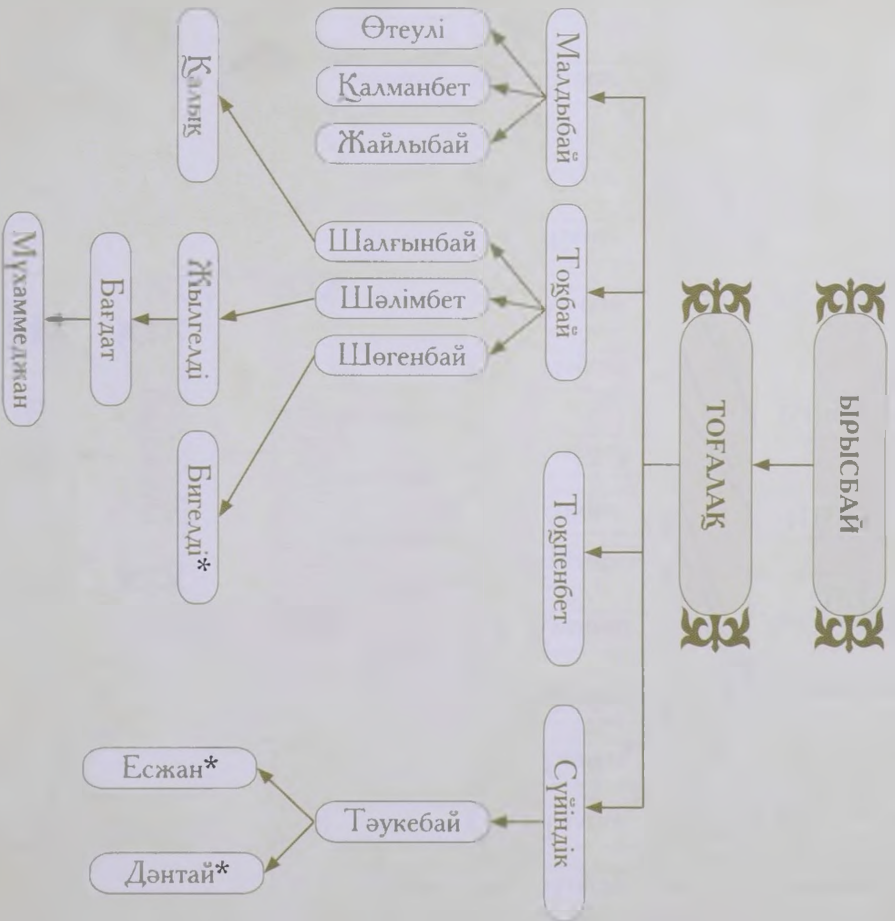 ЫРЫСБАЙ
ТОҒАЛАҚ
Малдыбай
Тоқбай
Тоқпенбет
Сүйіндік
Өтеулі
Қалманбет
Жайлыбай
Шалғынбай
Шәлімбет
Шөгенбай
Тәукебай
Қалық
Жылгелді
Бигелді*
Есжан*
Дәнтай*
Бағдат
Мұхаммеджан